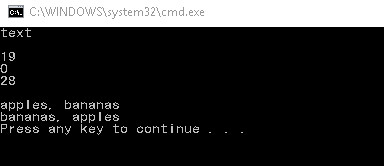 C:\WINDOWS\system32\cmd.exe
text
19
0
28
apples, bananas
bananas, apples
Press any key to continue . . .